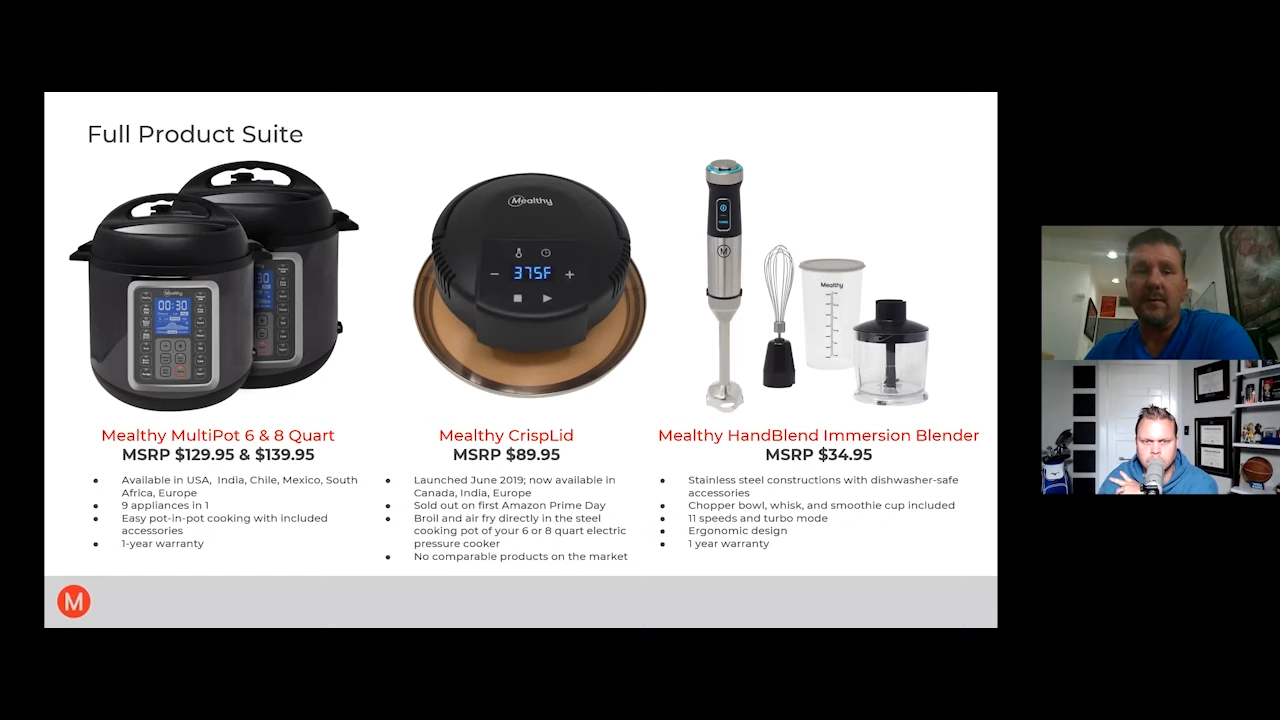 Full Product Suite
Mealthy
00:30
Mealthy
375F
M
Mealthy
Mealthy MultiPot 6 & 8 Quart
MSRP $129.95 & $139.95
• Available in USA, India, Chile, Mexico, South
Africa, Europe
• 9 appliances in 1
• Easy pot-in-pot cooking with included
accessories
• 1-year warranty
Mealthy CrispLid
MSRP $89.95
• Launched June 2019; now available in
Canada, India, Europe
• Sold out on first Amazon Prime Day
• Broil and air fry directly in the steel
cooking pot of your 6 or 8 quart electric
pressure cooker
• No comparable products on the market
Mealthy HandBlend Immersion Blender
MSRP $34.95
• Stainless steel constructions with dishwasher-safe
accessories
• Chopper bowl, whisk, and smoothie cup included
• 11 speeds and turbo mode
• Ergonomic design
• 1 year warranty
M